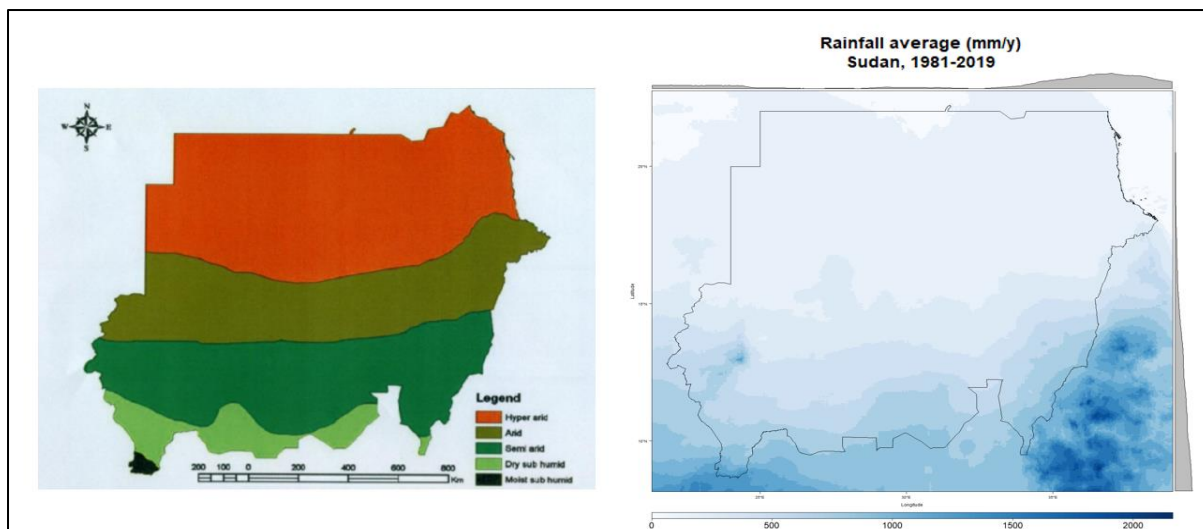 Rainfall average (mm/y)
Sudan, 1981-2019
N
W E
S
Legend
Hyper arid
Arid
Semi arid
Dry sub humid
Moist sub humid
200 100 0 200 400 600 800
Km
Latitude
Longitude
0 500 1000 1500 2000